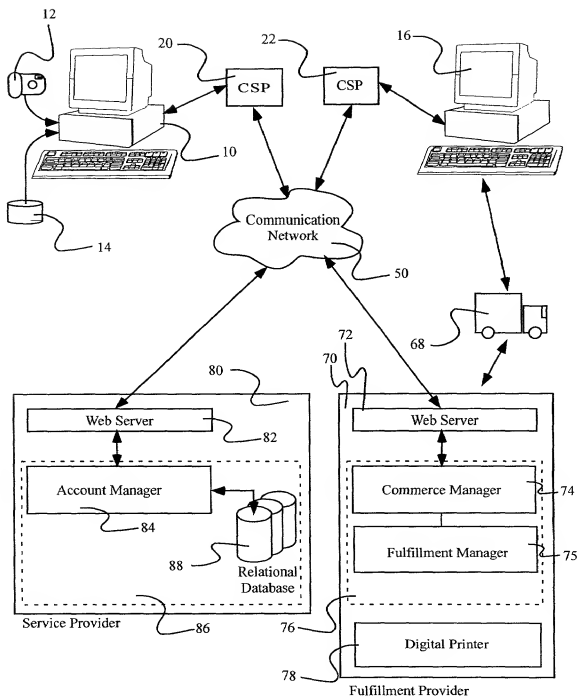 12
20
CSP
22
CSP
16
10
14
Communication
Network
50
68
80
70
72
Web Server
82
Web Server
Account Manager
84
Commerce Manager
74
Fulfillment Manager
75
88
Relational
Database
86
76
Service Provider
Digital Printer
78
Fulfillment Provider